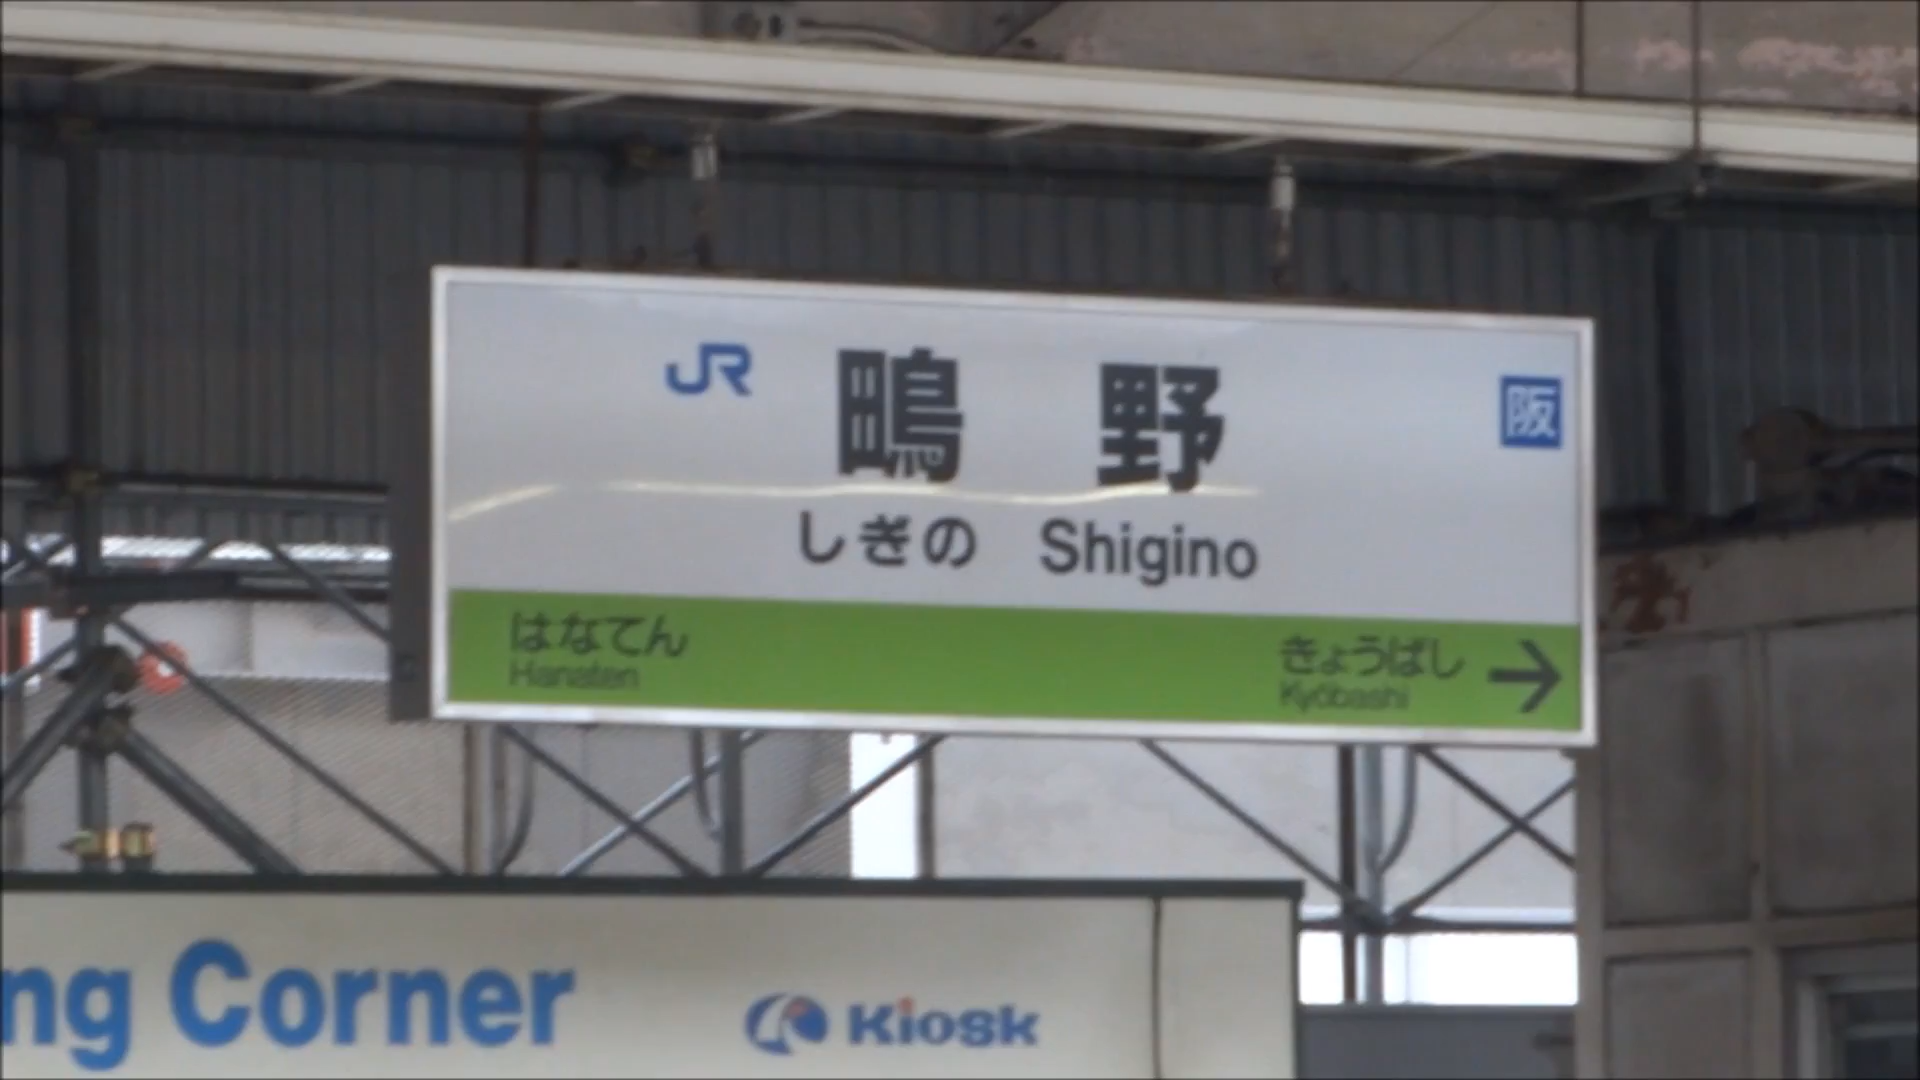 JR 鴫野 阪
しぎの Shigino
はなてん きょうばし →
Hanaten Kyōbashi
ng Corner Kiosk